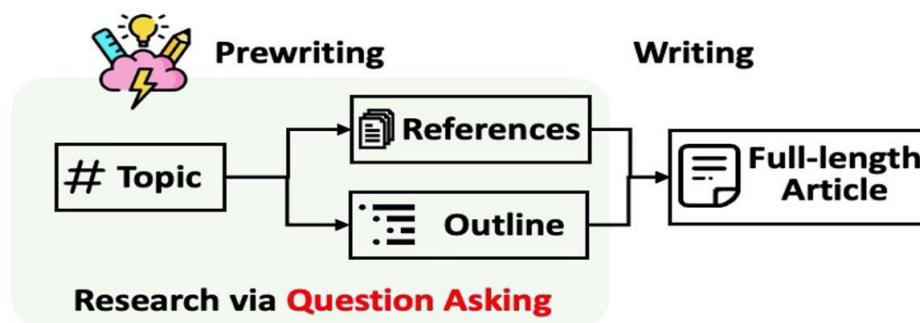 Prewriting
Writing
# Topic
References
Outline
Full-length
Article
Research via Question Asking